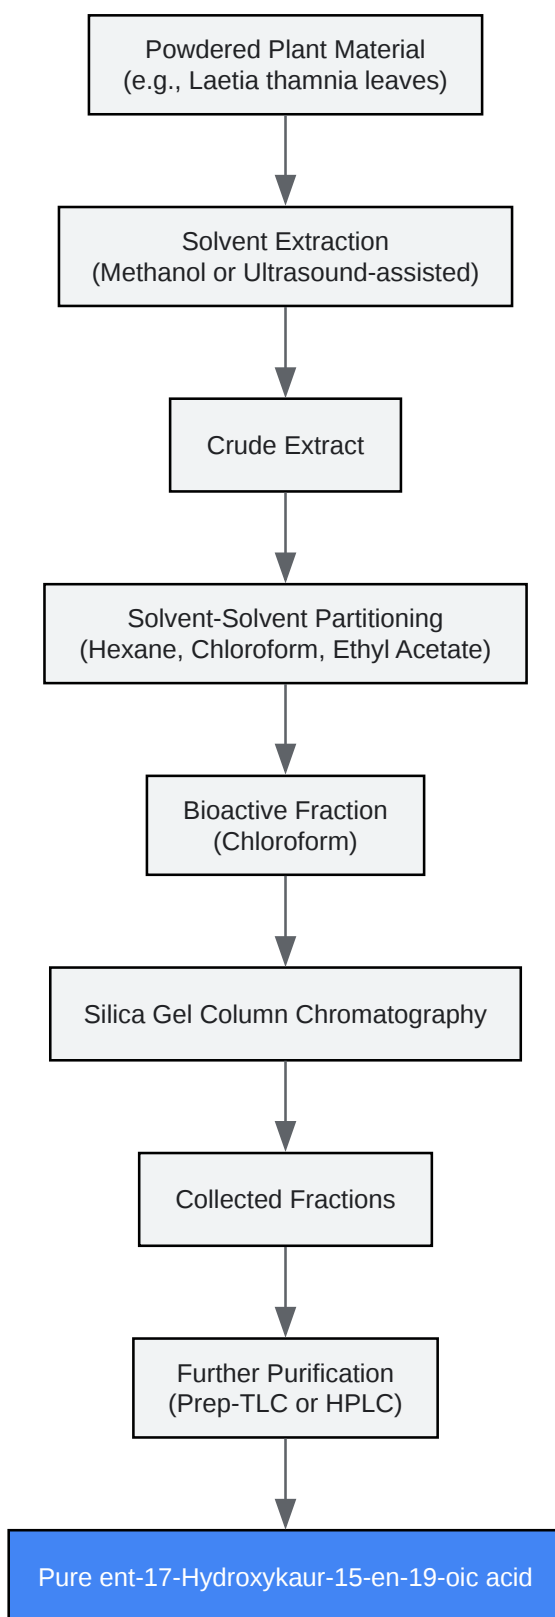 Powdered Plant Material
(e.g., Laetia thamnia leaves)
Solvent Extraction
(Methanol or Ultrasound-assisted)
Crude Extract
Solvent-Solvent Partitioning
(Hexane, Chloroform, Ethyl Acetate)
Bioactive Fraction
(Chloroform)
Silica Gel Column Chromatography
Collected Fractions
Further Purification
(Prep-TLC or HPLC)
Pure ent-17-Hydroxykaur-15-en-19-oic acid